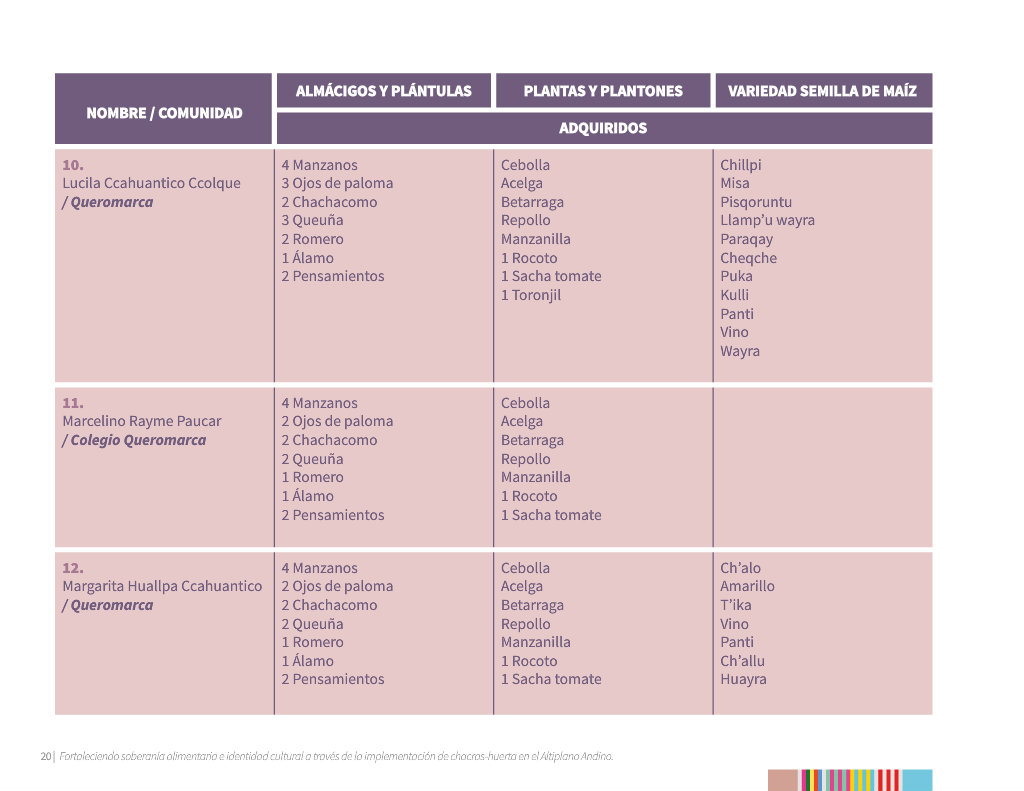 NOMBRE / COMUNIDAD
ALMÁCIGOS Y PLÁNTULAS
PLANTAS Y PLANTONES
VARIEDAD SEMILLA DE MAÍZ
ADQUIRIDOS
10.
Lucila Ccahuantico Ccolque
/ Queromarca
4 Manzanos
3 Ojos de paloma
2 Chachacomo
3 Queuña
2 Romero
1 Álamo
2 Pensamientos
Cebolla
Acelga
Betarraga
Repollo
Manzanilla
1 Rocoto
1 Sacha tomate
1 Toronjil
Chillpi
Misa
Pisqoruntu
Llamp’u wayra
Paraqay
Cheqche
Puka
Kulli
Panti
Vino
Wayra
11.
Marcelino Rayme Paucar
/ Colegio Queromarca
4 Manzanos
2 Ojos de paloma
2 Chachacomo
2 Queuña
1 Romero
1 Álamo
2 Pensamientos
Cebolla
Acelga
Betarraga
Repollo
Manzanilla
1 Rocoto
1 Sacha tomate
12.
Margarita Huallpa Ccahuantico
/ Queromarca
4 Manzanos
2 Ojos de paloma
2 Chachacomo
2 Queuña
1 Romero
1 Álamo
2 Pensamientos
Cebolla
Acelga
Betarraga
Repollo
Manzanilla
1 Rocoto
1 Sacha tomate
Ch’alo
Amarillo
T’ika
Vino
Panti
Ch’allu
Huayra
20| Fortaleciendo soberanía alimentaria e identidad cultural a través de la implementación de chacras-huerta en el Altiplano Andino.